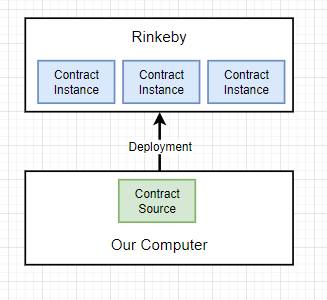 Rinkeby
Contract
Instance
Contract
Instance
Contract
Instance
Deployment
Contract
Source
Our Computer